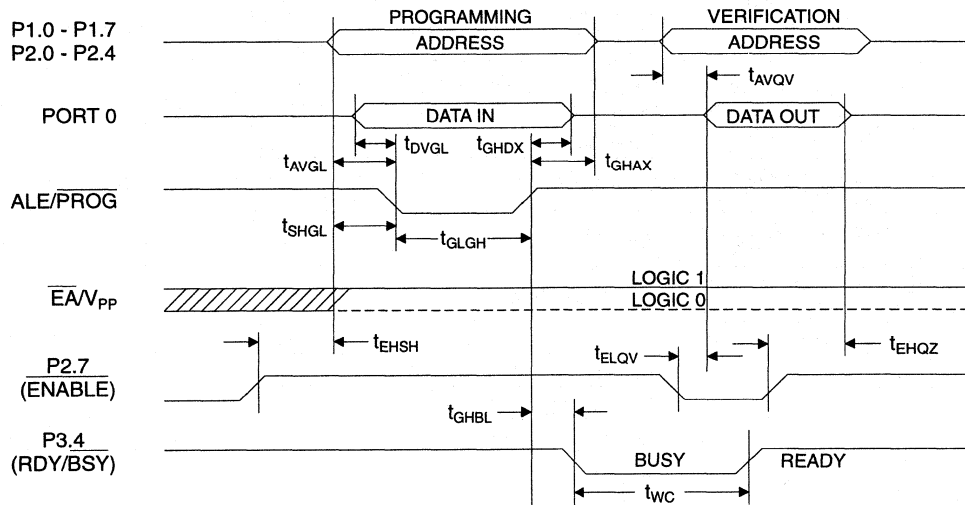 PROGRAMMING VERIFICATION
P1.0 - P1.7
P2.0 - P2.4
ADDRESS ADDRESS
tAVQV
PORT 0 DATA IN DATA OUT
tDVGL tGHDX
tAVGL tGHAX
ALE/PROG
tSHGL tGLGH
LOGIC 1
EA/VPP
LOGIC 0
tEHSH tELQV tEHQZ
P2.7
(ENABLE)
tGHBL
P3.4
(RDY/BSY)
BUSY READY
tWC